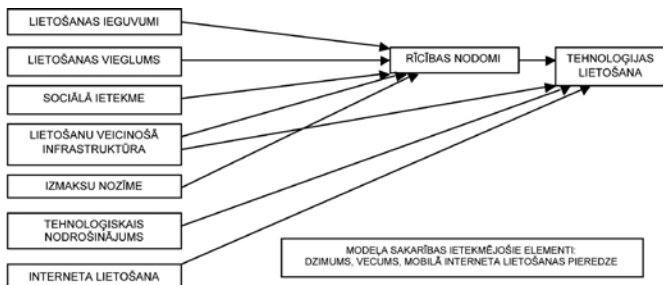 LIETOŠANAS IEGUVUMI
LIETOŠANAS VIEGLUMS
SOCIĀLĀ IETEKME
LIETOŠANU VEICINOŠĀ
INFRASTRUKTŪRA
IZMAKSU NOZĪME
TEHNOLOĢISKAIS
NODROŠINĀJUMS
INTERNETA LIETOŠANA
RĪCĪBAS NODOMI
TEHNOLOĢIJAS
LIETOŠANA
MODEĻA SAKARĪBAS IETEKMĒJOŠIE ELEMENTI:
DZIMUMS, VECUMS, MOBILĀ INTERNETA LIETOŠANAS PIEREDZE